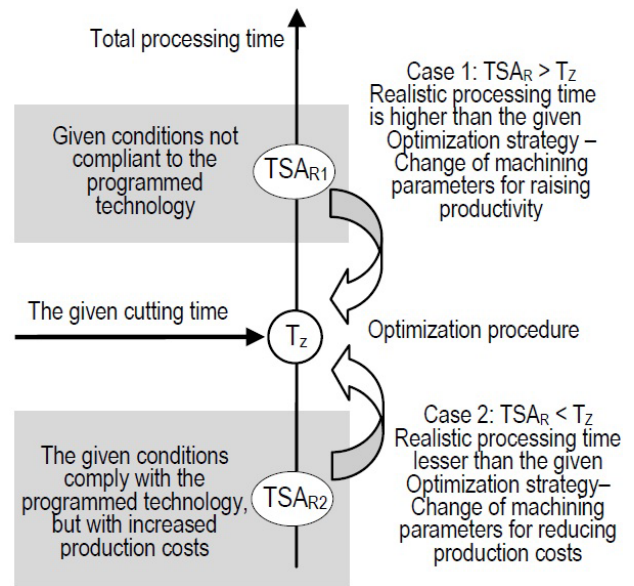 Total processing time
Case 1: TSAR > TZ
Realistic processing time
is higher than the given
Optimization strategy –
Change of machining
parameters for raising
productivity
Given conditions not
compliant to the
programmed
technology
TSAR1
The given cutting time
Tz
Optimization procedure
Case 2: TSAR < TZ
Realistic processing time
lesser than the given
Optimization strategy–
Change of machining
parameters for reducing
production costs
The given conditions
comply with the
programmed technology,
but with increased
production costs
TSAR2